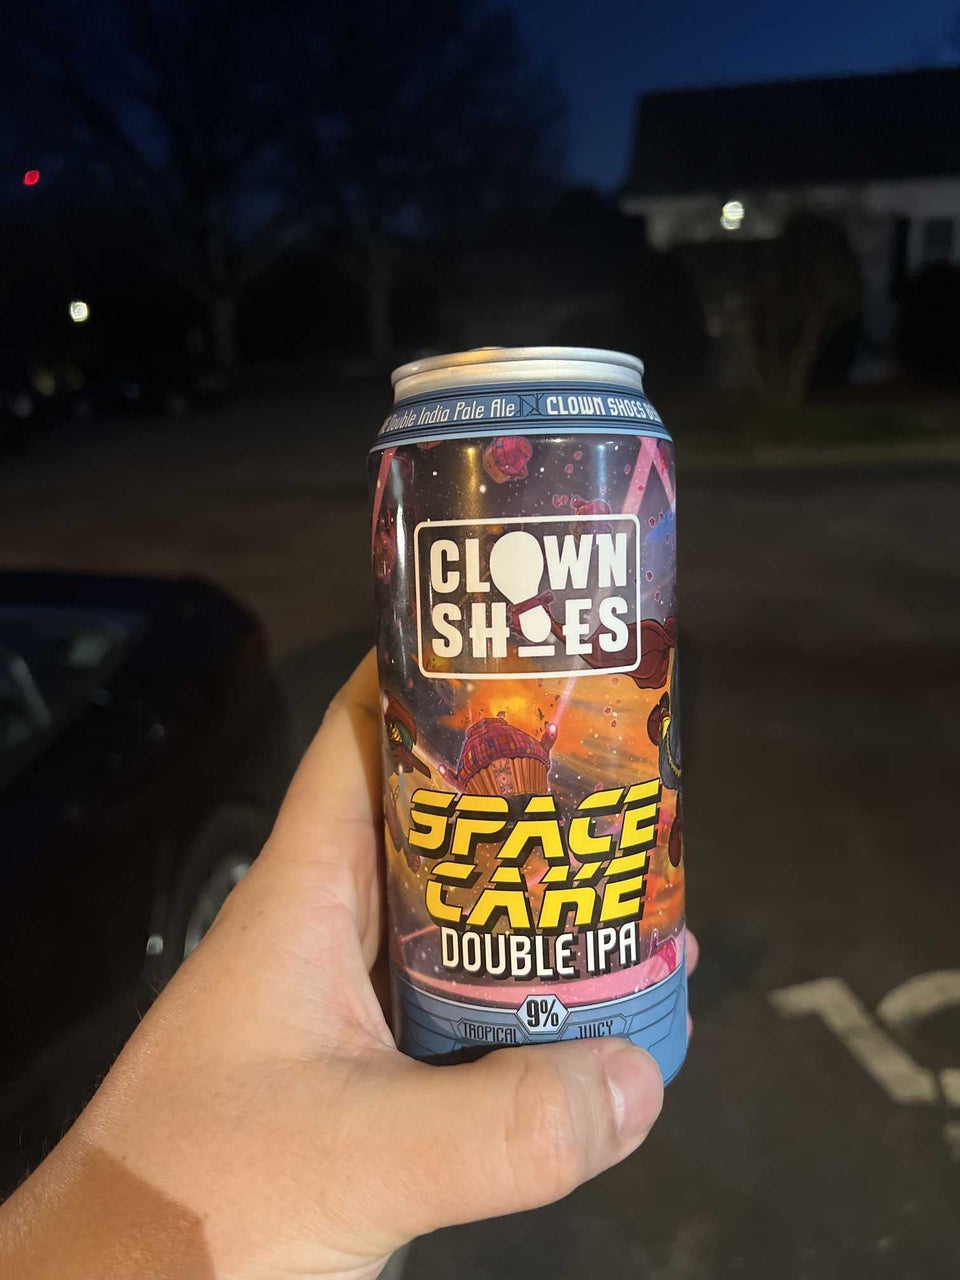 Double India Pale Ale CLOWN SHOES
CLOWN
SHOES
SPACE
CAKE
DOUBLE IPA
9%
TROPICAL JUICY